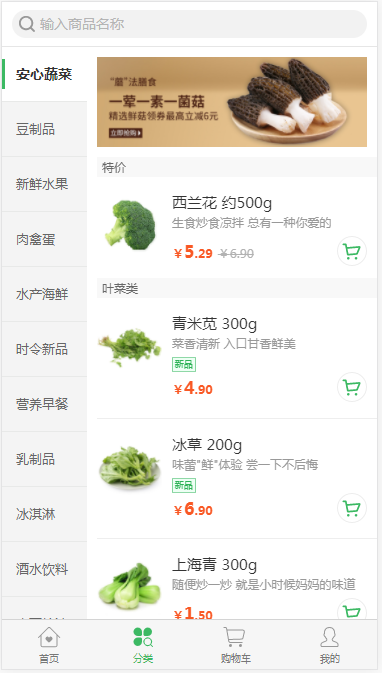 输入商品名称
安心蔬菜
豆制品
新鲜水果
肉禽蛋
水产海鲜
时令新品
营养早餐
乳制品
冰淇淋
酒水饮料
“菌”法膳食
一荤一素一菌菇
精选鲜菇领券最高立减6元
立即抢购
特价
西兰花 约500g
生食炒食凉拌 总有一种你爱的
￥5.29 ￥6.90
叶菜类
青米苋 300g
菜香清新 入口甘香鲜美
新品
￥4.90
冰草 200g
味蕾"鲜"体验 尝一下不后悔
新品
￥6.90
上海青 300g
随便炒一炒 就是小时候妈妈的味道
￥1.50
首页
分类
购物车
我的